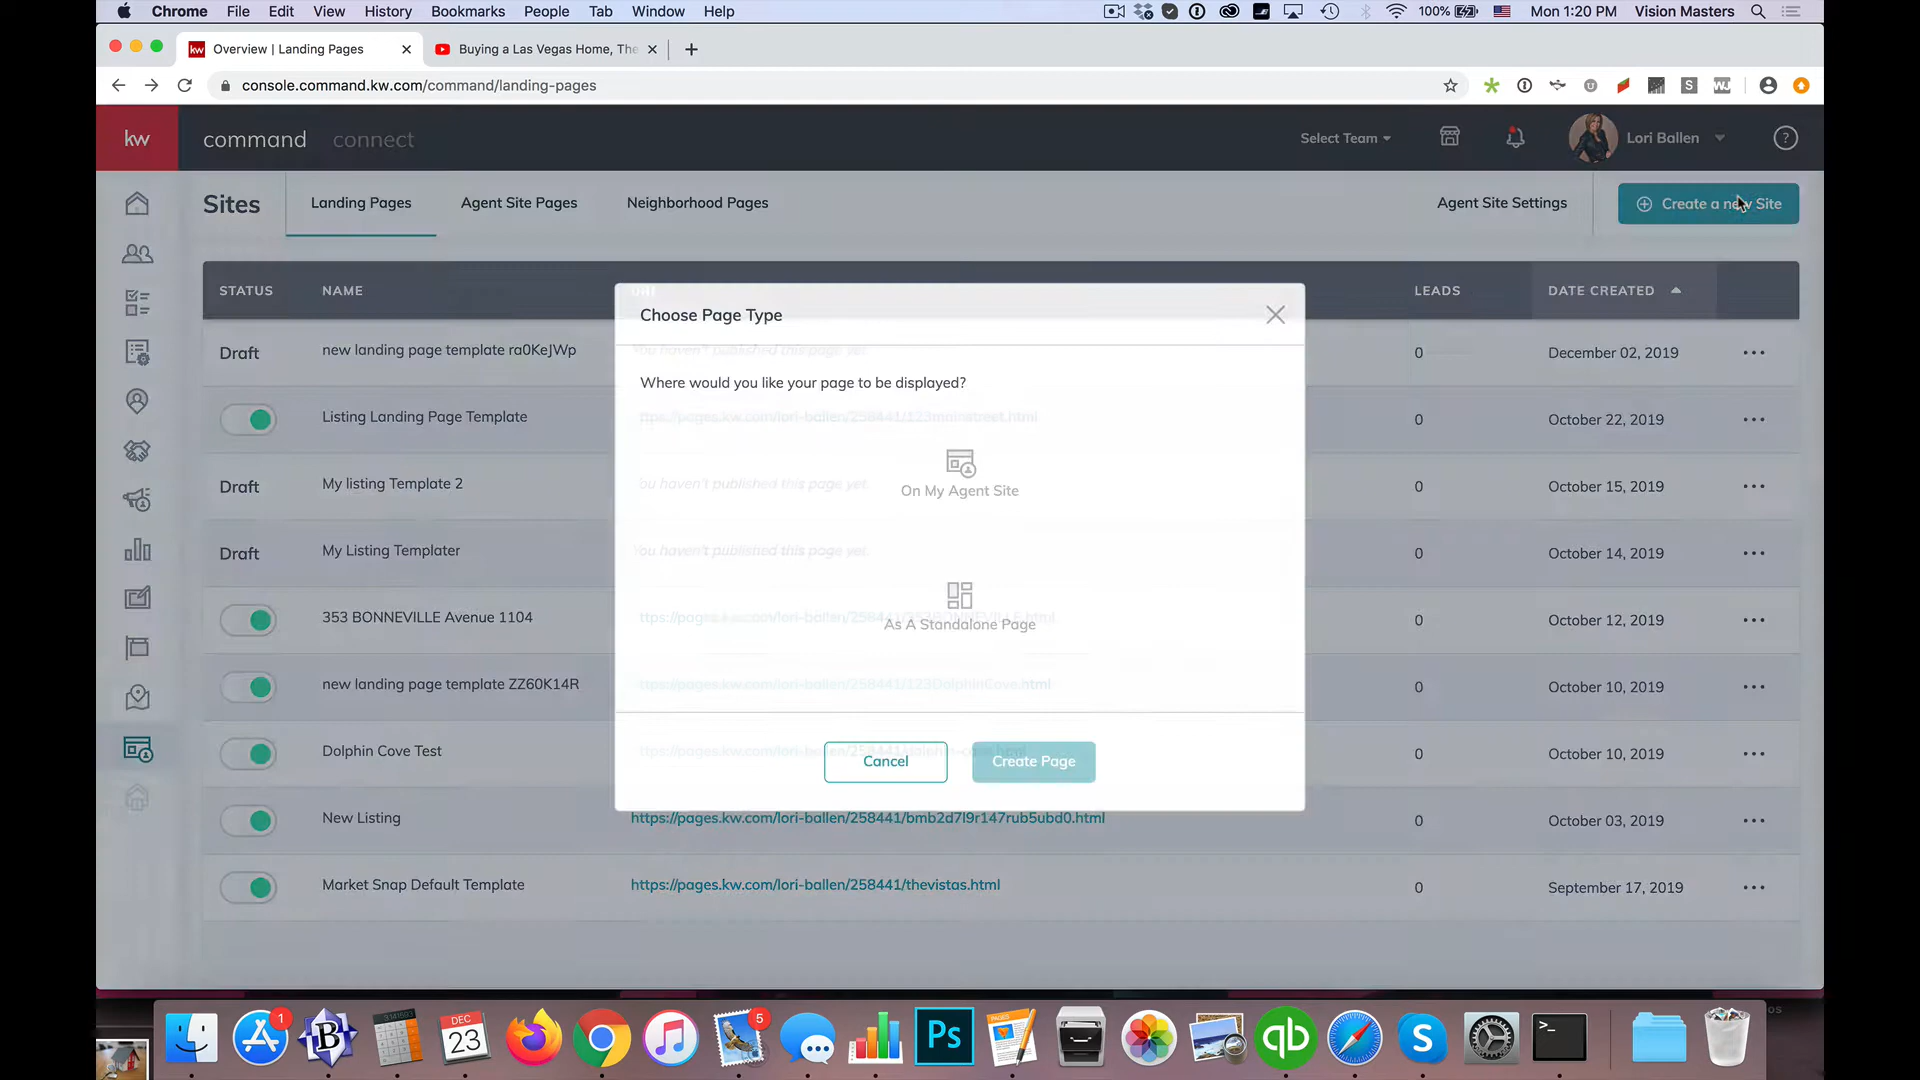 Chrome File Edit View History Bookmarks People Tab Window Help 100% Mon 1:20 PM Vision Masters
kw Overview | Landing Pages Buying a Las Vegas Home, The
console.command.kw.com/command/landing-pages
kw command connect Select Team Lori Ballen
Sites Landing Pages Agent Site Pages Neighborhood Pages Agent Site Settings Create a new Site
STATUS NAME URL LEADS DATE CREATED
Choose Page Type
Draft new landing page template ra0KeJWp You haven't published this page yet. 0 December 02, 2019
Where would you like your page to be displayed?
Listing Landing Page Template ttps://pages.kw.com/lori-ballen/258441/123mainstreet.html 0 October 22, 2019
Draft My listing Template 2 You haven't published this page yet. 0 October 15, 2019
On My Agent Site
Draft My Listing Templater You haven't published this page yet. 0 October 14, 2019
353 BONNEVILLE Avenue 1104 ttps://pages.kw.com/lori-ballen/258441/353BONNEVILLE.html 0 October 12, 2019
As A Standalone Page
new landing page template ZZ60K14R ttps://pages.kw.com/lori-ballen/258441/123DolphinCove.html 0 October 10, 2019
Dolphin Cove Test 0 October 10, 2019
Cancel Create Page
New Listing https://pages.kw.com/lori-ballen/258441/bmb2d7l9r147rub5ubd0.html 0 October 03, 2019
Market Snap Default Template https://pages.kw.com/lori-ballen/258441/thevistas.html 0 September 17, 2019
1 DEC 23 5 Ps PAGES qb S >_